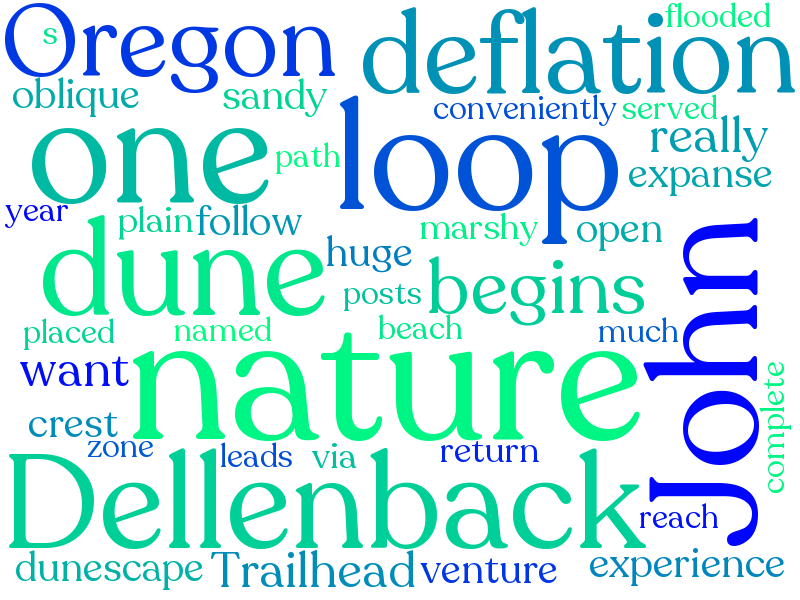 s Oregon deflation flooded
oblique sandy conveniently served
one path loop really
expanse
year plain follow marshy open
dune huge posts begins John
placed named beach much
want nature
crest zone leads via return complete
Dellenback reach
dunescape Trailhead venture experience